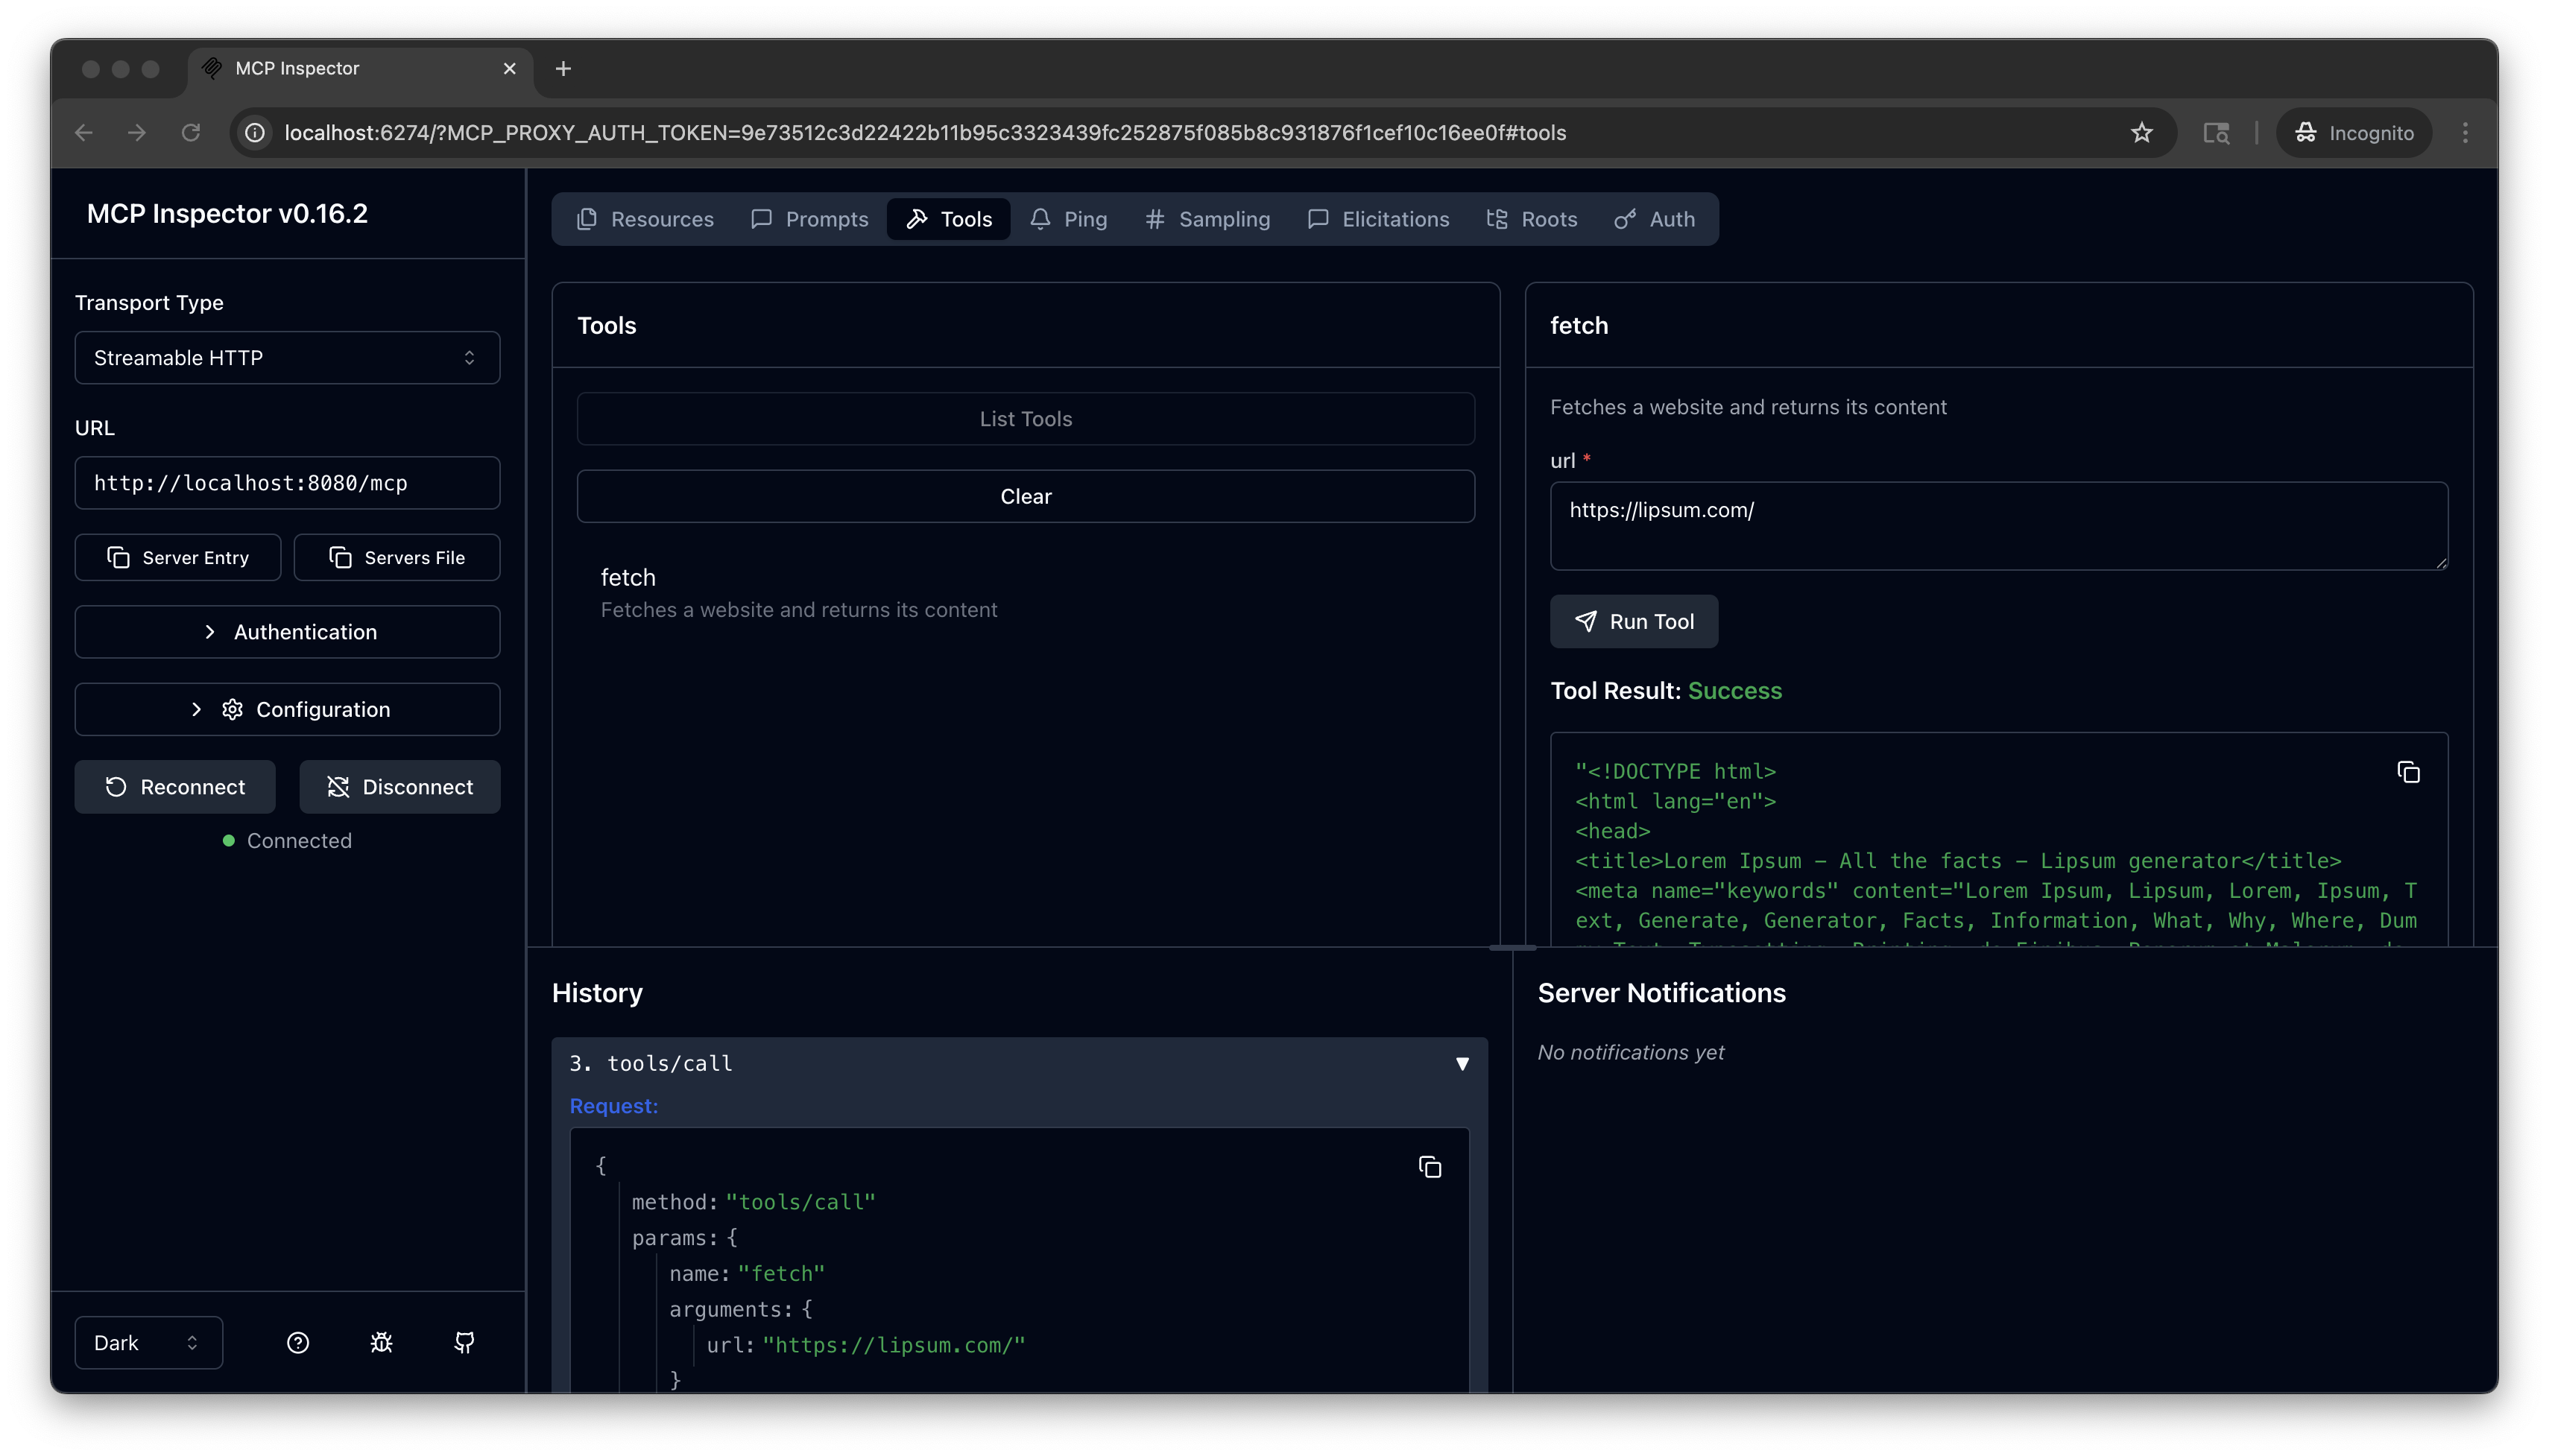 MCP Inspector
localhost:6274/?MCP_PROXY_AUTH_TOKEN=9e73512c3d22422b11b95c3323439fc252875f085b8c931876f1cef10c16ee0f#tools
Incognito
MCP Inspector v0.16.2
Transport Type
Streamable HTTP
URL
http://localhost:8080/mcp
Server Entry
Servers File
Authentication
Configuration
Reconnect
Disconnect
Connected
Dark
Resources
Prompts
Tools
Ping
Sampling
Elicitations
Roots
Auth
Tools
List Tools
Clear
fetch
Fetches a website and returns its content
fetch
Fetches a website and returns its content
url *
https://lipsum.com/
Run Tool
Tool Result: Success
"<!DOCTYPE html>
<html lang="en">
<head>
<title>Lorem Ipsum – All the facts – Lipsum generator</title>
<meta name="keywords" content="Lorem Ipsum, Lipsum, Lorem, Ipsum, T
ext, Generate, Generator, Facts, Information, What, Why, Where, Dum
History
3. tools/call
Request:
{
method: "tools/call"
params: {
name: "fetch"
arguments: {
url: "https://lipsum.com/"
}
Server Notifications
No notifications yet